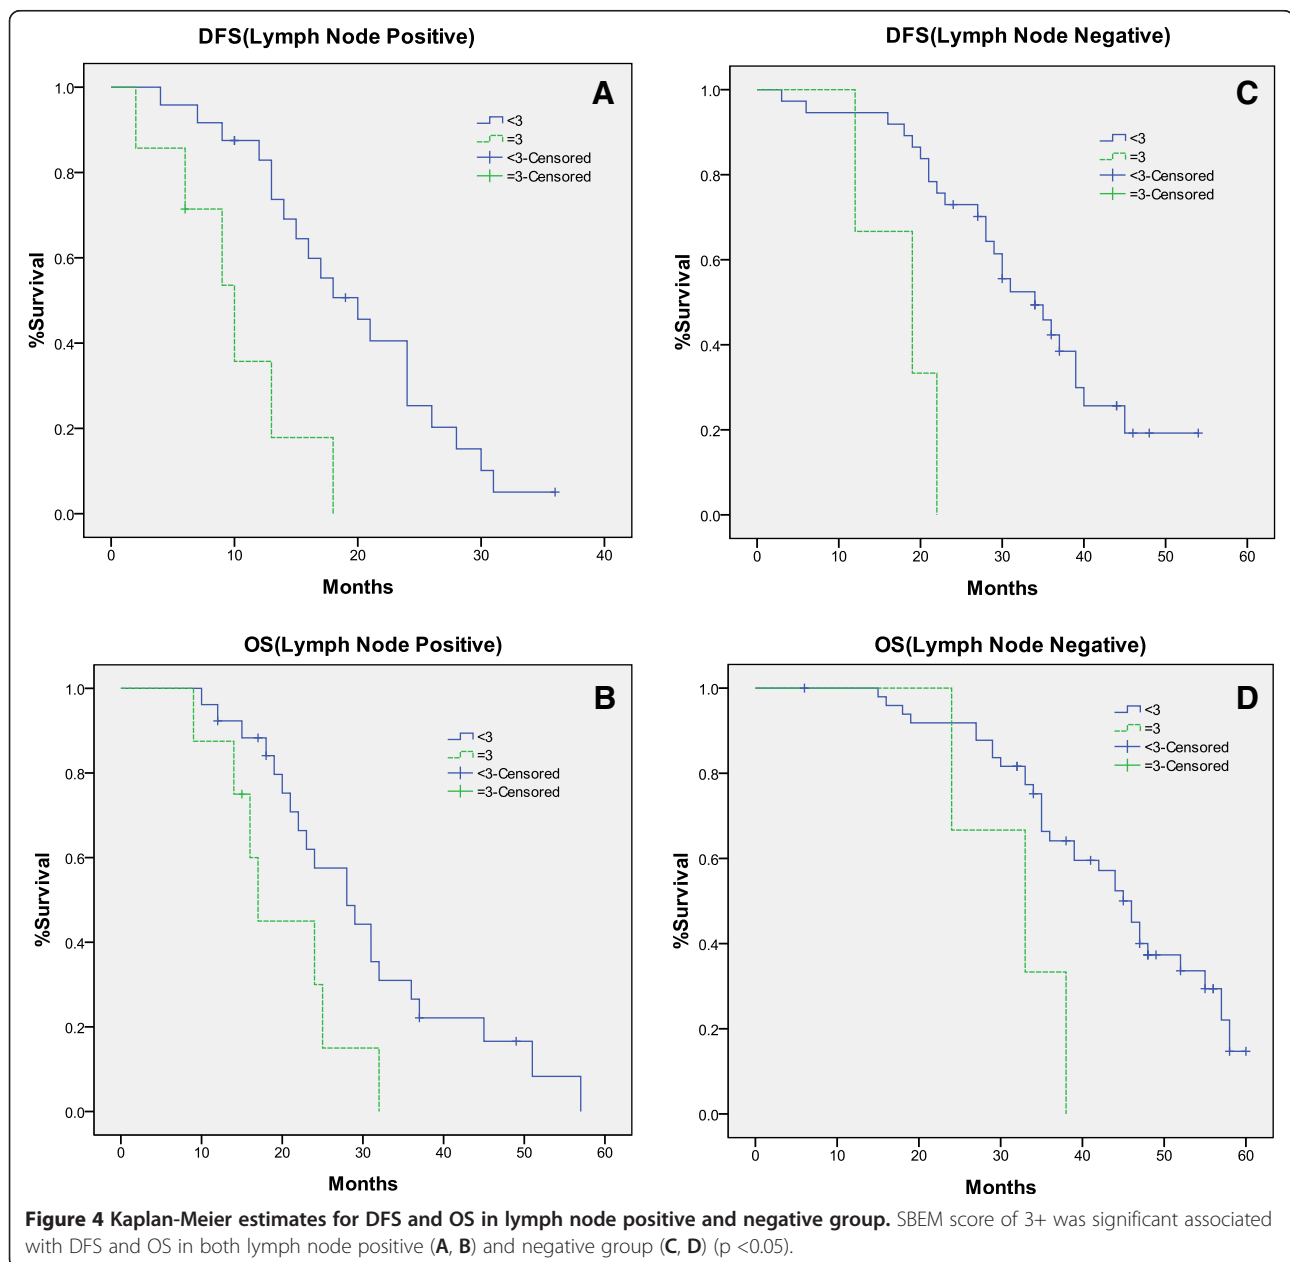 DFS(Lymph Node Positive)
A
<3
=3
<3-Censored
=3-Censored
%Survival
1.0
0.8
0.6
0.4
0.2
0.0
0 10 20 30 40
Months
DFS(Lymph Node Negative)
C
<3
=3
<3-Censored
=3-Censored
%Survival
1.0
0.8
0.6
0.4
0.2
0.0
0 10 20 30 40 50 60
Months
OS(Lymph Node Positive)
B
<3
=3
<3-Censored
=3-Censored
%Survival
1.0
0.8
0.6
0.4
0.2
0.0
0 10 20 30 40 50 60
Months
OS(Lymph Node Negative)
D
<3
=3
<3-Censored
=3-Censored
%Survival
1.0
0.8
0.6
0.4
0.2
0.0
0 10 20 30 40 50 60
Months
Figure 4 Kaplan-Meier estimates for DFS and OS in lymph node positive and negative group. SBEM score of 3+ was significant associated
with DFS and OS in both lymph node positive (A, B) and negative group (C, D) (p <0.05).